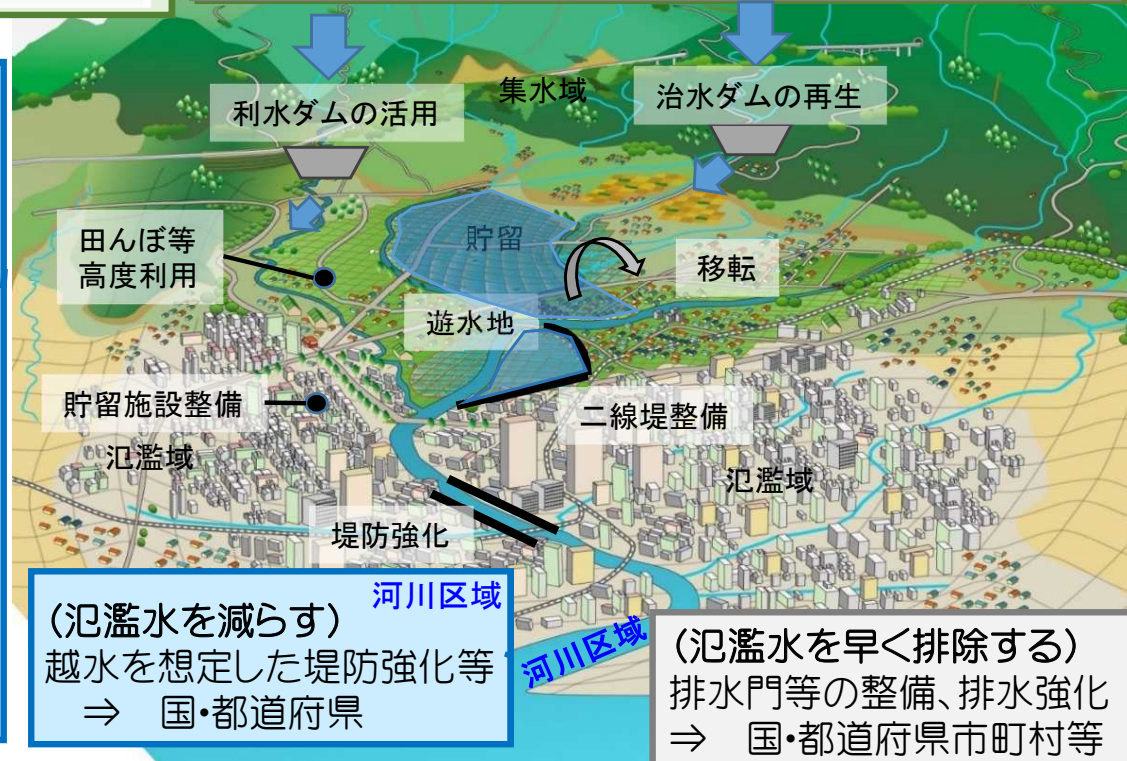 利水ダムの活用
集水域
治水ダムの再生
田んぼ等
高度利用
貯留
移転
遊水地
貯留施設整備
二線堤整備
氾濫域
氾濫域
堤防強化
河川区域
(氾濫水を減らす)
越水を想定した堤防強化等
⇒ 国・都道府県
河川区域
(氾濫水を早く排除する)
排水門等の整備、排水強化
⇒ 国・都道府県市町村等